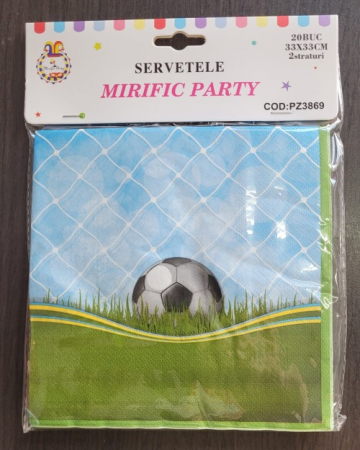 20BUC
33X33CM
2straturi
SERVETELE
MIRIFIC PARTY
COD:PZ3869